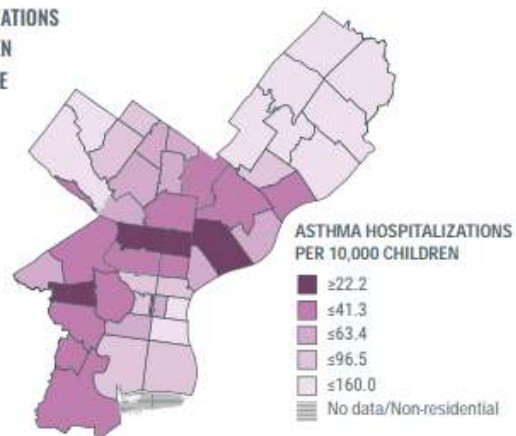 ATIONS
EN
E
ASTHMA HOSPITALIZATIONS
PER 10,000 CHILDREN
≥22.2
≤41.3
≤63.4
≤96.5
≤160.0
No data/Non-residential